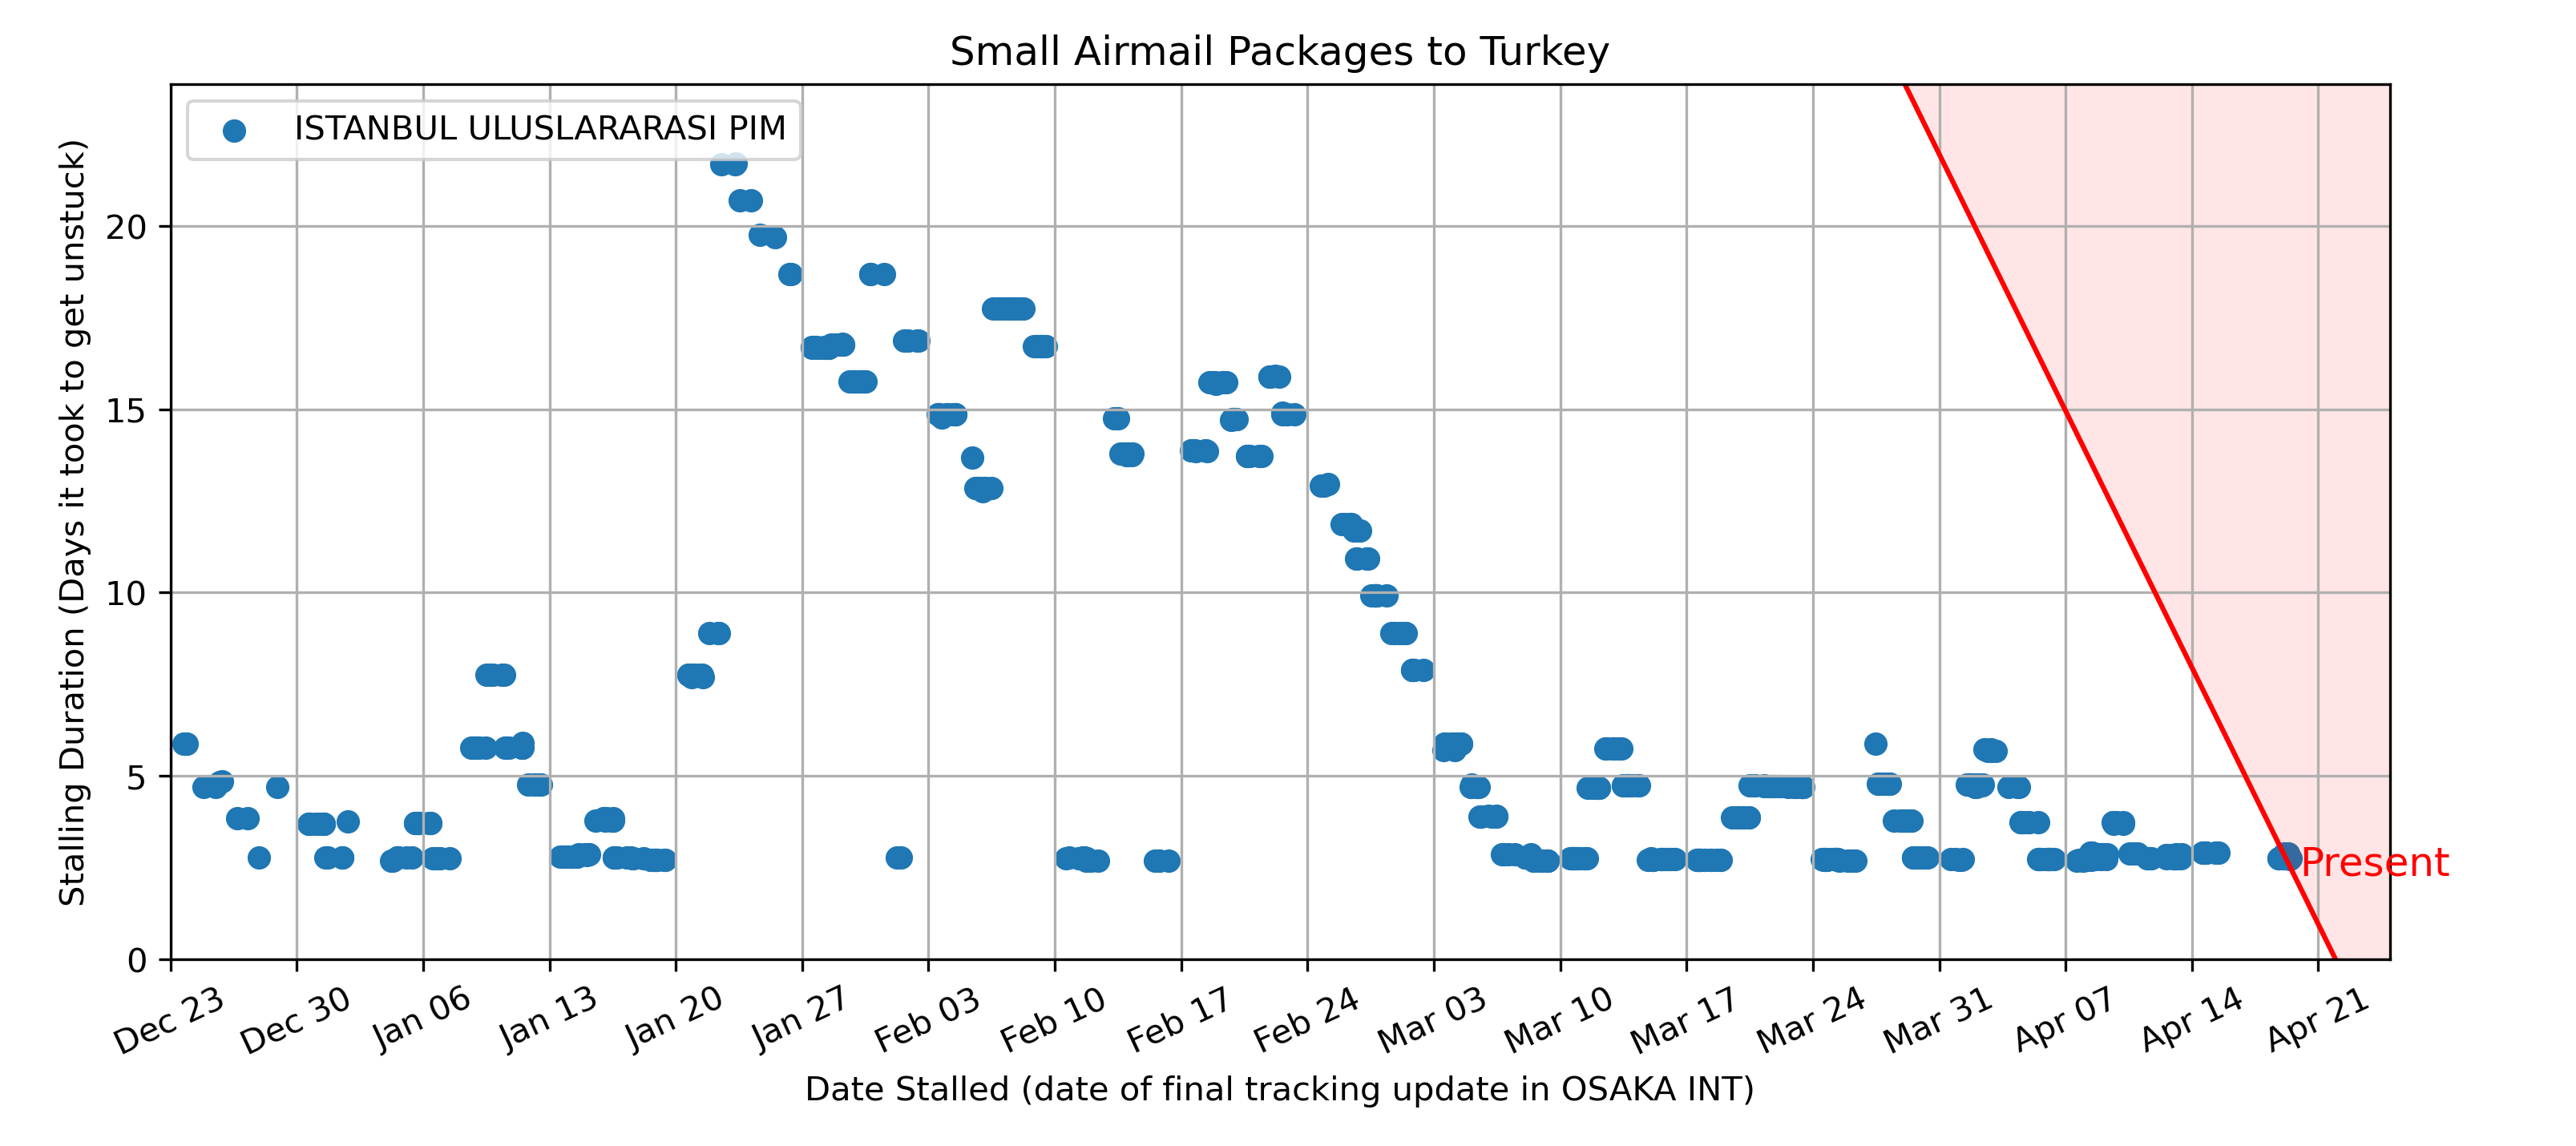 Small Airmail Packages to Turkey
ISTANBUL ULUSLARARASI PIM
Stalling Duration (Days it took to get unstuck)
20
15
10
5
0
Present
Dec 23
Dec 30
Jan 06
Jan 13
Jan 20
Jan 27
Feb 03
Feb 10
Feb 17
Feb 24
Mar 03
Mar 10
Mar 17
Mar 24
Mar 31
Apr 07
Apr 14
Apr 21
Date Stalled (date of final tracking update in OSAKA INT)